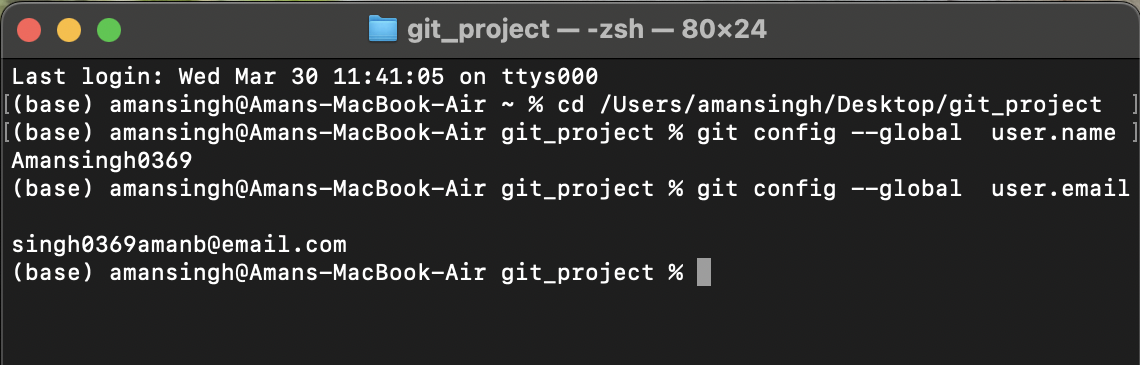 git_project — -zsh — 80×24
Last login: Wed Mar 30 11:41:05 on ttys000
[(base) amansingh@Amans-MacBook-Air ~ % cd /Users/amansingh/Desktop/git_project ]
[(base) amansingh@Amans-MacBook-Air git_project % git config --global  user.name ]
Amansingh0369
(base) amansingh@Amans-MacBook-Air git_project % git config --global  user.email
singh0369amanb@email.com
(base) amansingh@Amans-MacBook-Air git_project %